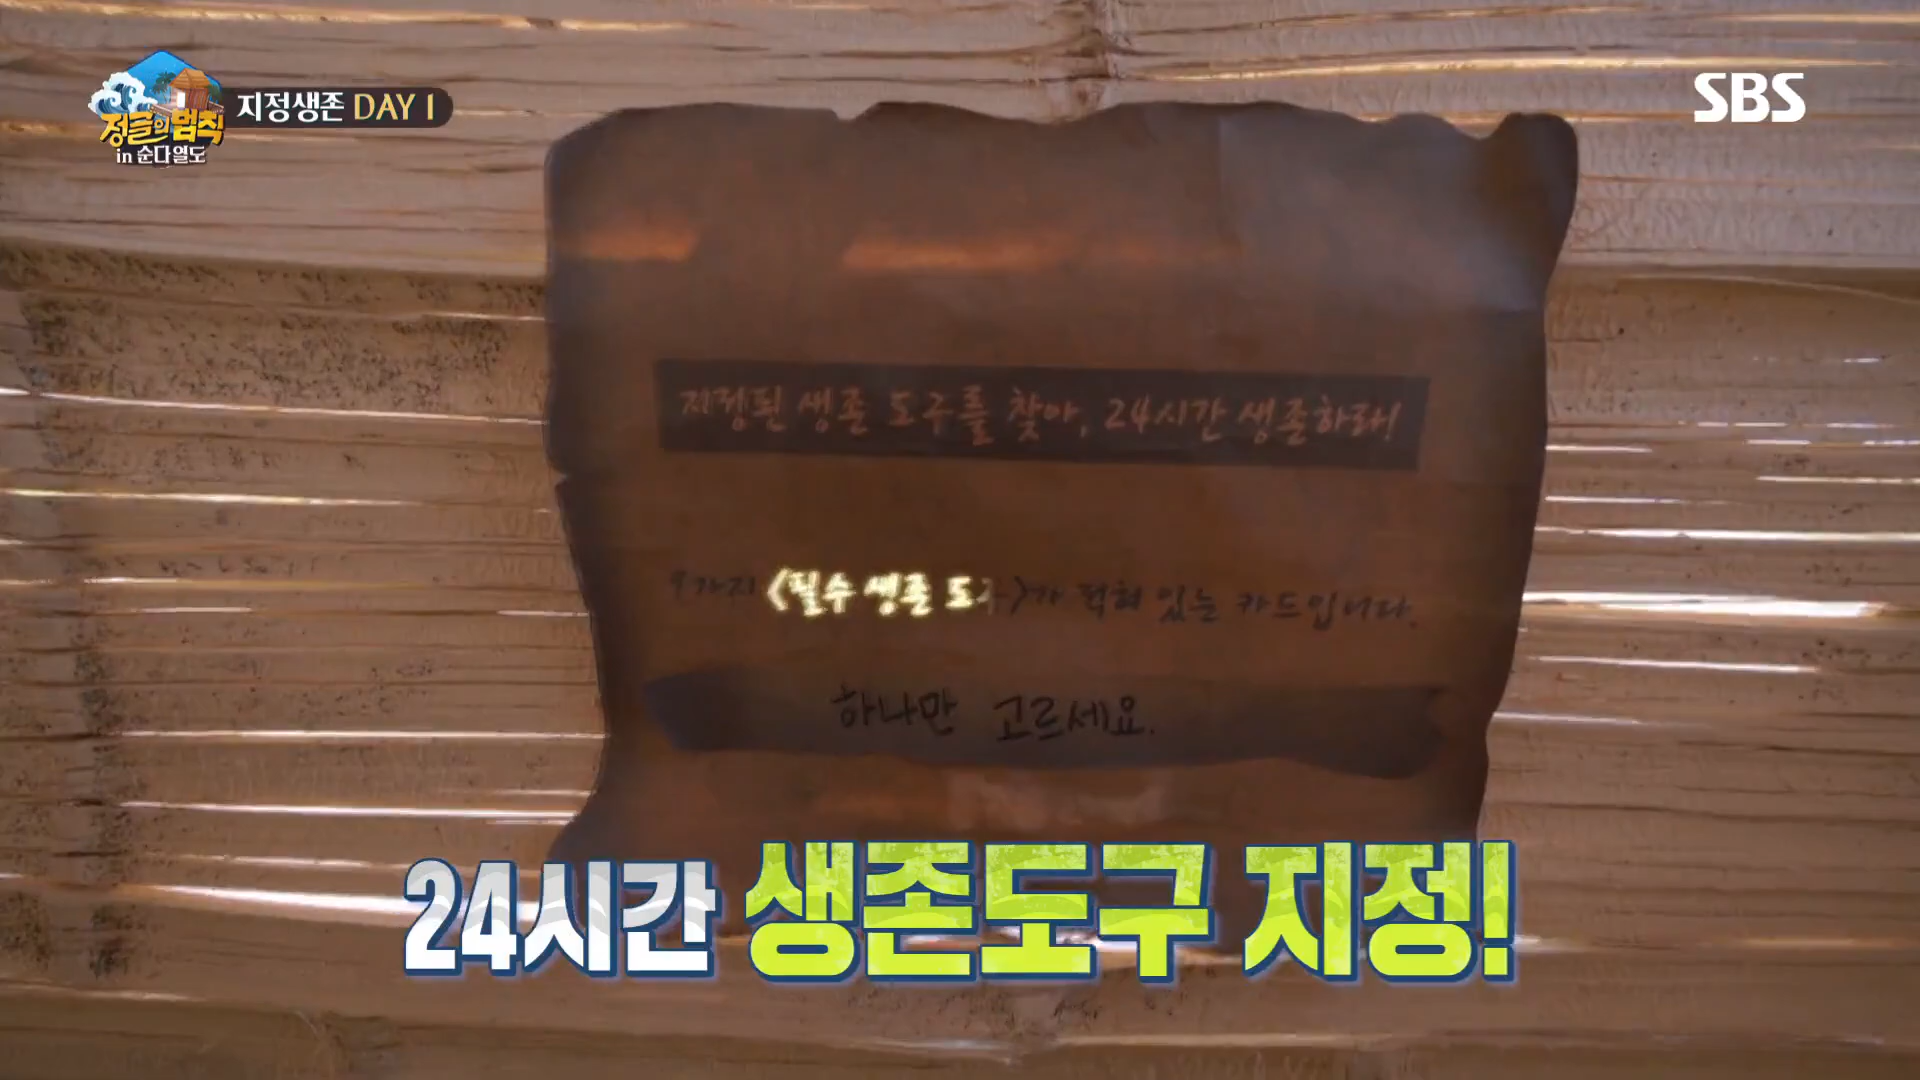 정글의 법칙
in 순다열도
지정생존 DAY 1
SBS
지정된 생존 도구를 찾아, 24시간 생존하라!
9가지 <필수 생존 도구>가 적혀 있는 카드입니다.
하나만 고르세요.
24시간 생존도구 지정!